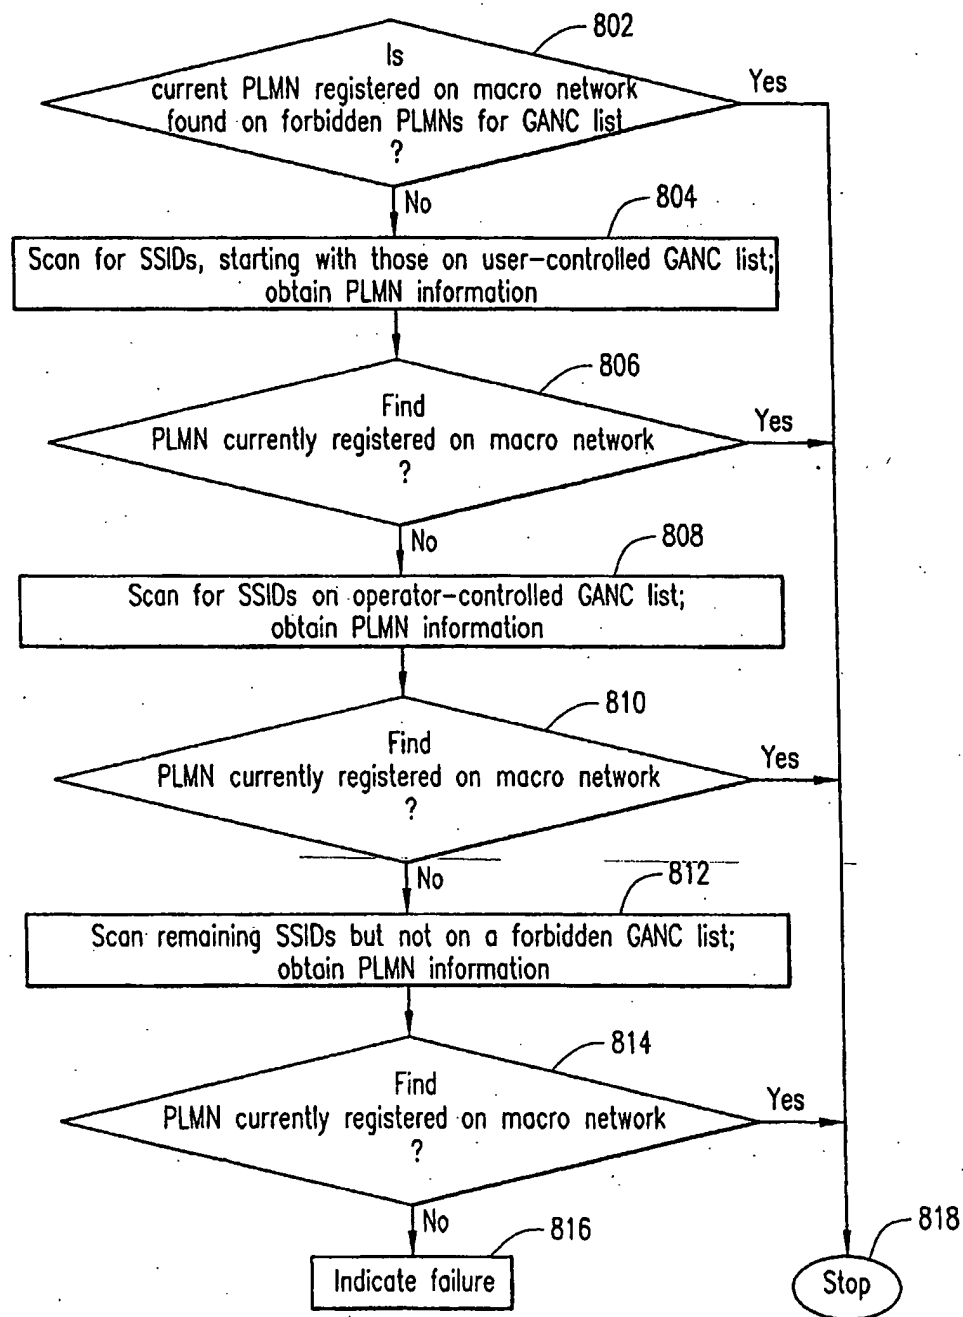 802
Is
current PLMN registered on macro network
found on forbidden PLMNs for GANC list
?
Yes
No
804
Scan for SSIDs, starting with those on user-controlled GANC list;
obtain PLMN information
806
Find
PLMN currently registered on macro network
?
Yes
No
808
Scan for SSIDs on operator-controlled GANC list;
obtain PLMN information
810
Find
PLMN currently registered on macro network
?
Yes
No
812
Scan remaining SSIDs but not on a forbidden GANC list;
obtain PLMN information
814
Find
PLMN currently registered on macro network
?
Yes
No
816
Indicate failure
818
Stop